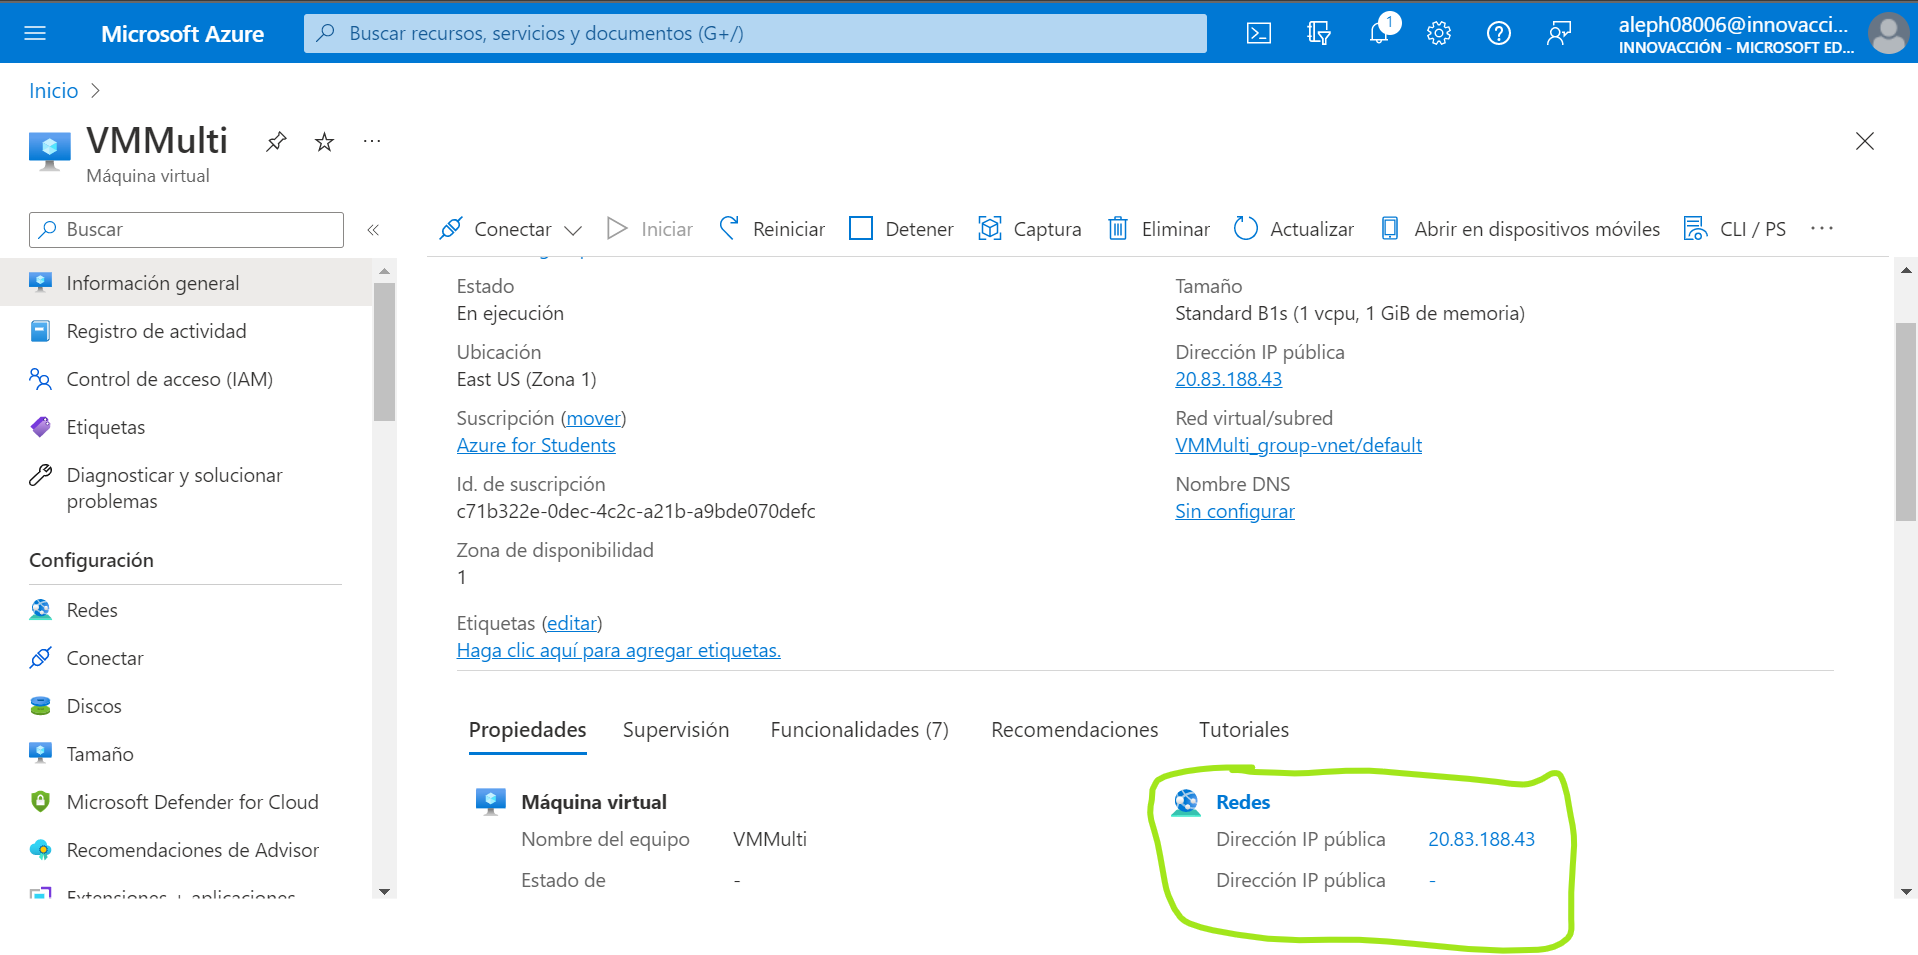 Microsoft Azure
Buscar recursos, servicios y documentos (G+/)
1
aleph08006@innovacci...
INNOVACCIÓN - MICROSOFT ED...
Inicio
VMMulti
Máquina virtual
Buscar
Conectar
Iniciar
Reiniciar
Detener
Captura
Eliminar
Actualizar
Abrir en dispositivos móviles
CLI / PS
Información general
Registro de actividad
Control de acceso (IAM)
Etiquetas
Diagnosticar y solucionar
problemas
Configuración
Redes
Conectar
Discos
Tamaño
Microsoft Defender for Cloud
Recomendaciones de Advisor
Extensiones + aplicaciones
Estado
En ejecución
Ubicación
East US (Zona 1)
Suscripción (mover)
Azure for Students
Id. de suscripción
c71b322e-0dec-4c2c-a21b-a9bde070defc
Zona de disponibilidad
1
Etiquetas (editar)
Haga clic aquí para agregar etiquetas.
Tamaño
Standard B1s (1 vcpu, 1 GiB de memoria)
Dirección IP pública
20.83.188.43
Red virtual/subred
VMMulti_group-vnet/default
Nombre DNS
Sin configurar
Propiedades
Supervisión
Funcionalidades (7)
Recomendaciones
Tutoriales
Máquina virtual
Nombre del equipo VMMulti
Estado de -
Redes
Dirección IP pública 20.83.188.43
Dirección IP pública -